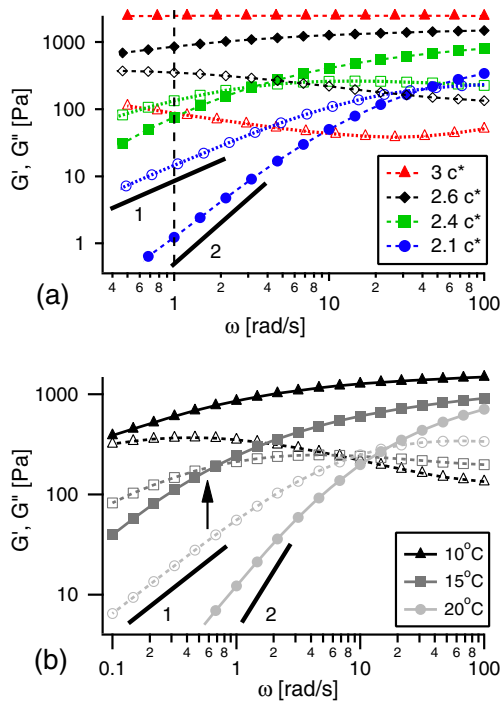 1000
100
10
1
G', G" [Pa]
1
2
3 c*
2.6 c*
2.4 c*
2.1 c*
4 6 8 1 2 4 6 8 10 2 4 6 8 100
(a)
ω [rad/s]
1000
100
10
G', G" [Pa]
1
2
10°C
15°C
20°C
0.1 2 4 6 8 1 2 4 6 8 10 2 4 6 8 100
(b)
ω [rad/s]